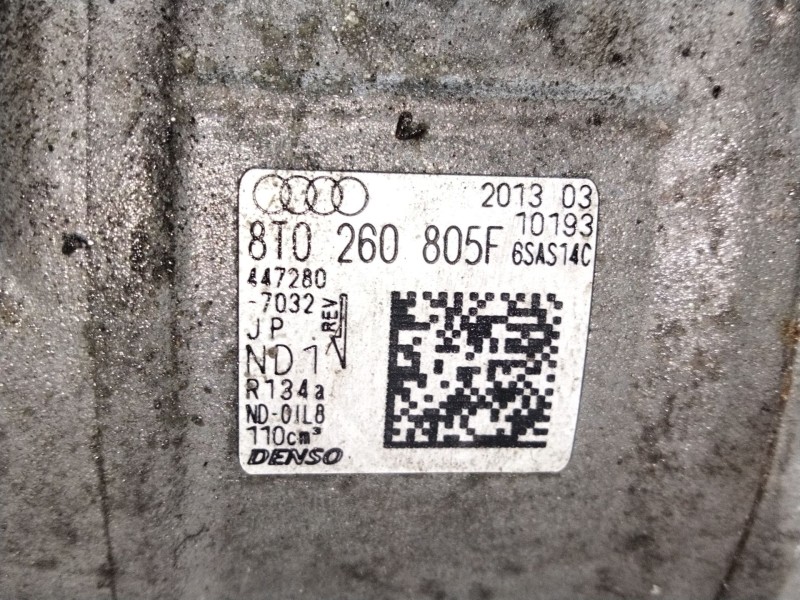 2013 03
10193
8T0 260 805F 6SAS14C
447280
-7032
REV
JP
ND1
R134a
ND-OIL8
110cm³
DENSO